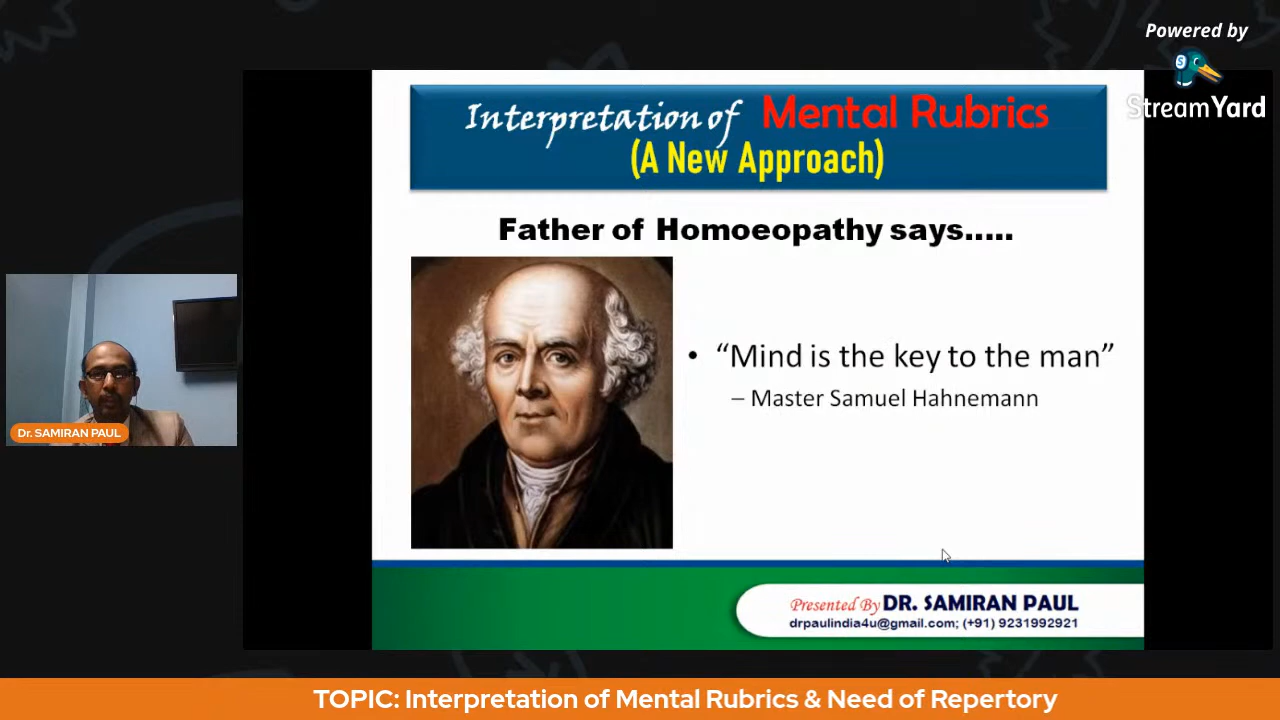 Powered by
StreamYard
Interpretation of Mental Rubrics
(A New Approach)
Father of Homoeopathy says.....
• “Mind is the key to the man”
– Master Samuel Hahnemann
Dr. SAMIRAN PAUL
Presented By DR. SAMIRAN PAUL
drpaulindia4u@gmail.com; (+91) 9231992921
TOPIC: Interpretation of Mental Rubrics & Need of Repertory